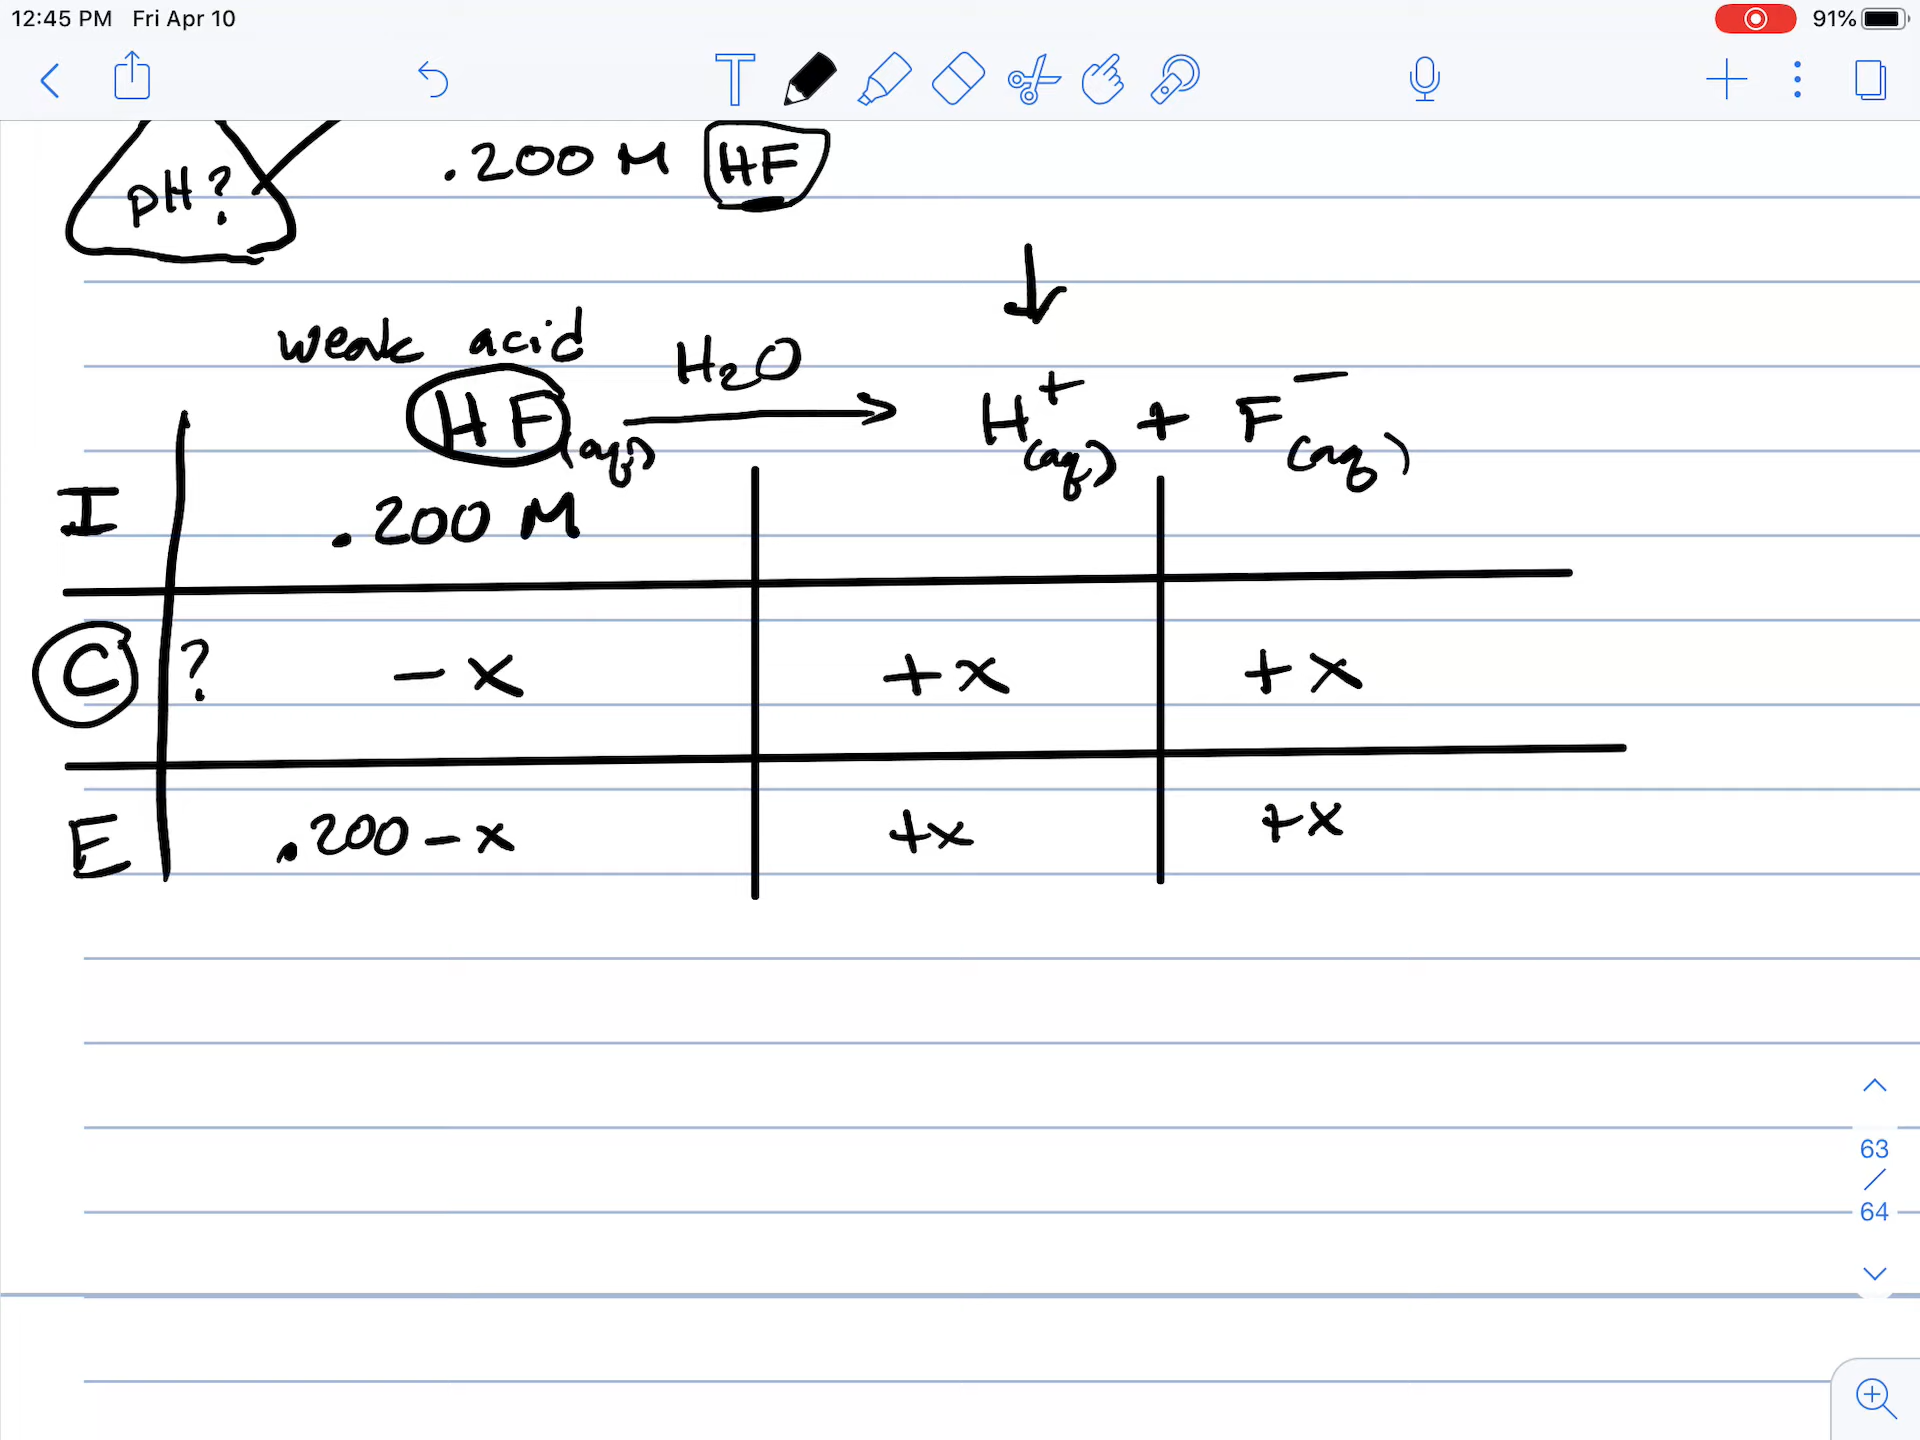 12:45 PM Fri Apr 10 91%
T
pH? .200 M HF
weak acid
H₂O
HF(aq) → H⁺(aq) + F⁻(aq)
I .200 M
C ? -x +x +x
E .200-x +x +x
63
/
64